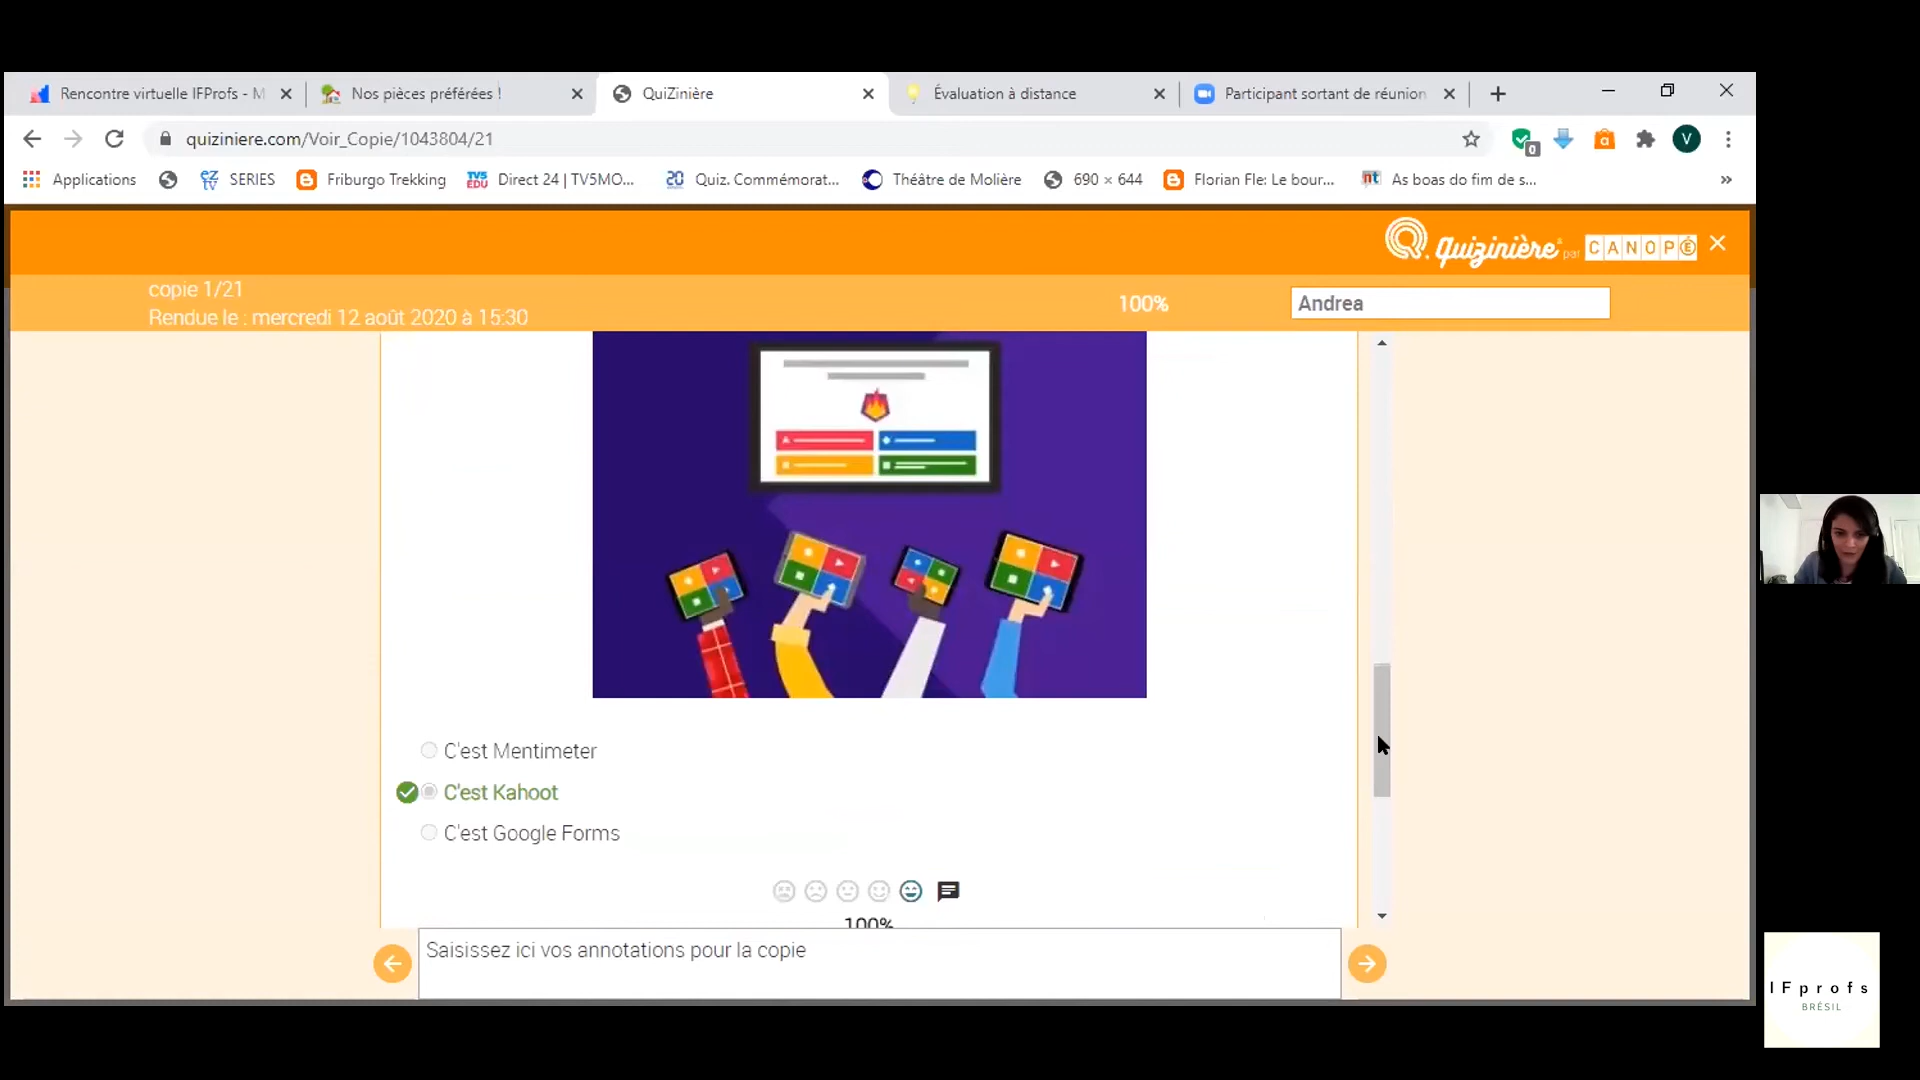 Rencontre virtuelle IFProfs - M
Nos pièces préférées !
QuiZinière
Évaluation à distance
Participant sortant de réunion
quiziniere.com/Voir_Copie/1043804/21
0
a
V
Applications
SERIES
Friburgo Trekking
Direct 24 | TV5MO...
Quiz. Commémorat...
Théâtre de Molière
690 × 644
Florian Fle: Le bour...
As boas do fim de s...
»
Quizinière par CANOPÉ
copie 1/21
Rendue le : mercredi 12 août 2020 à 15:30
100%
Andrea
C'est Mentimeter
C'est Kahoot
C'est Google Forms
100%
Saisissez ici vos annotations pour la copie
IFprofs
BRÉSIL